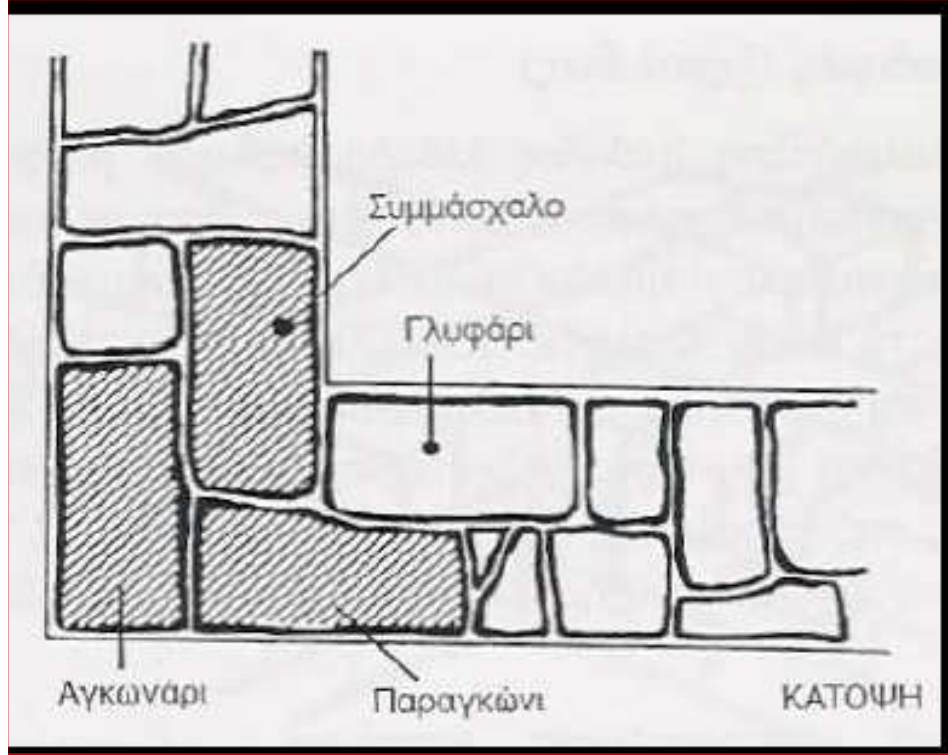 Συμμάσχαλο
Γλυφάρι
Αγκωνάρι
Παραγκώνι
ΚΑΤΟΨΗ